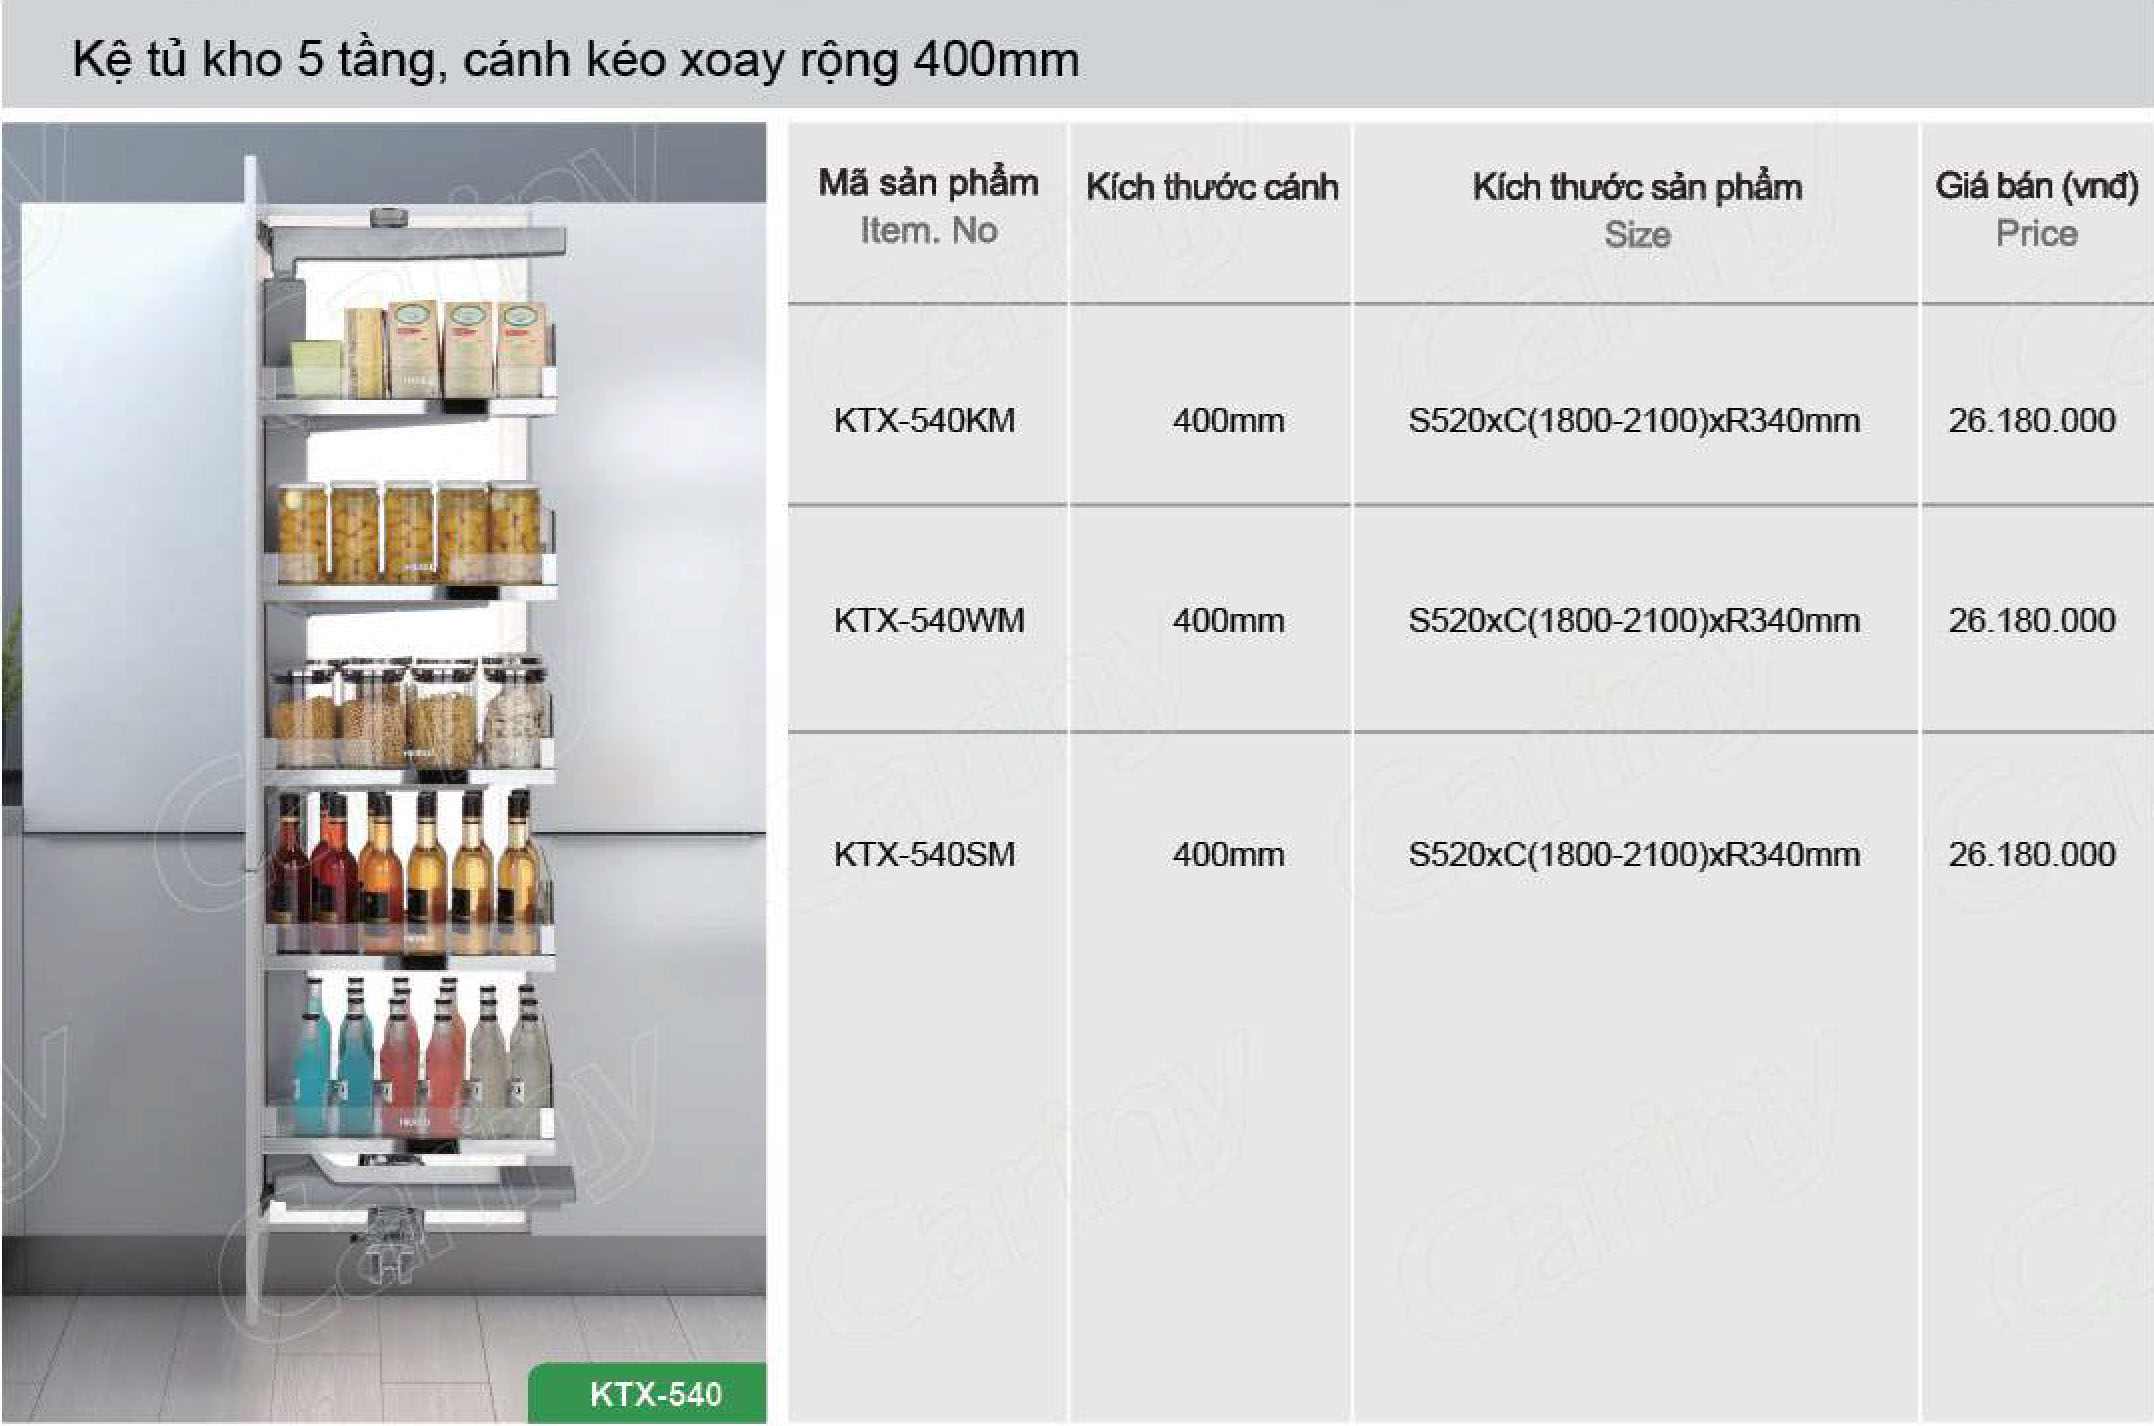 Kệ tủ kho 5 tầng, cánh kéo xoay rộng 400mm
Mã sản phẩm Kích thước cánh Kích thước sản phẩm Giá bán (vnđ)
Item. No Size Price
KTX-540KM 400mm S520xC(1800-2100)xR340mm 26.180.000
KTX-540WM 400mm S520xC(1800-2100)xR340mm 26.180.000
KTX-540SM 400mm S520xC(1800-2100)xR340mm 26.180.000
KTX-540
Cariny